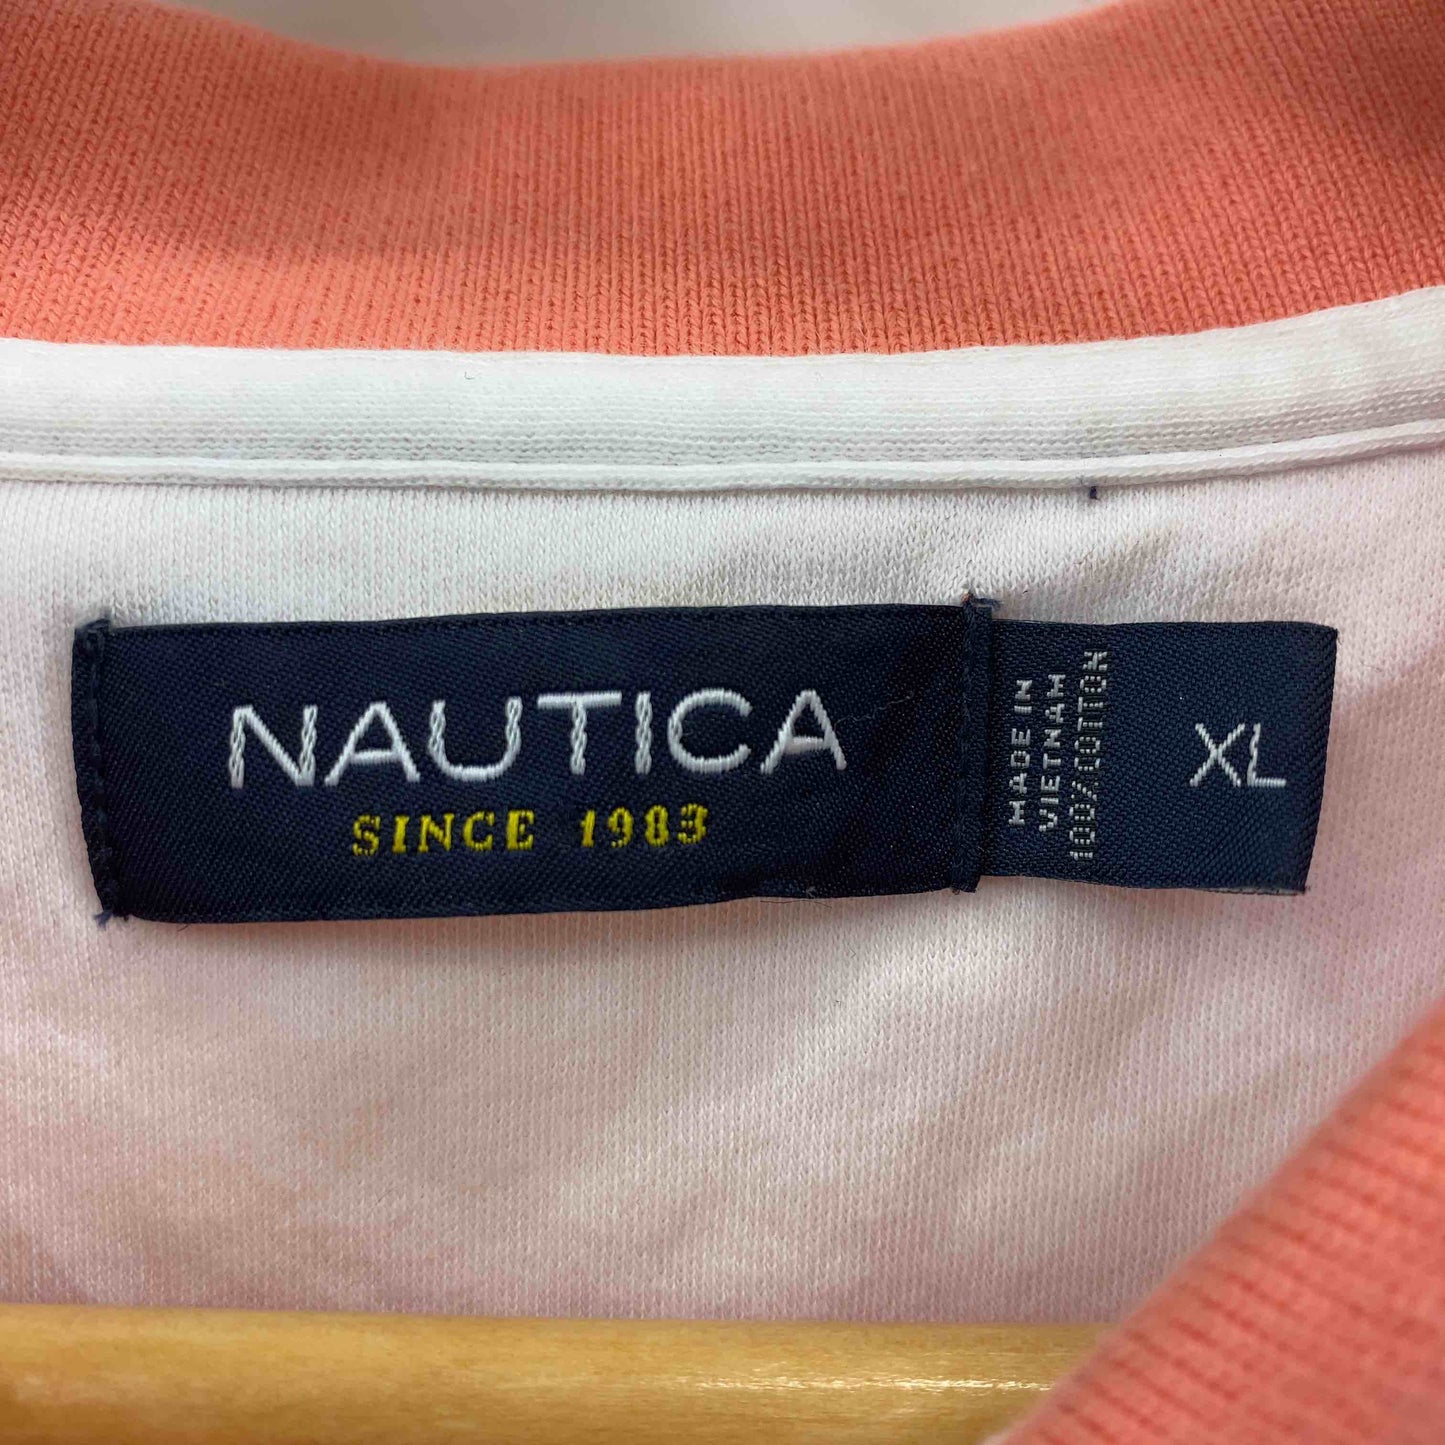 NAUTICA
SINCE 1983
MADE IN
VIETNAM
100% COTTON
XL